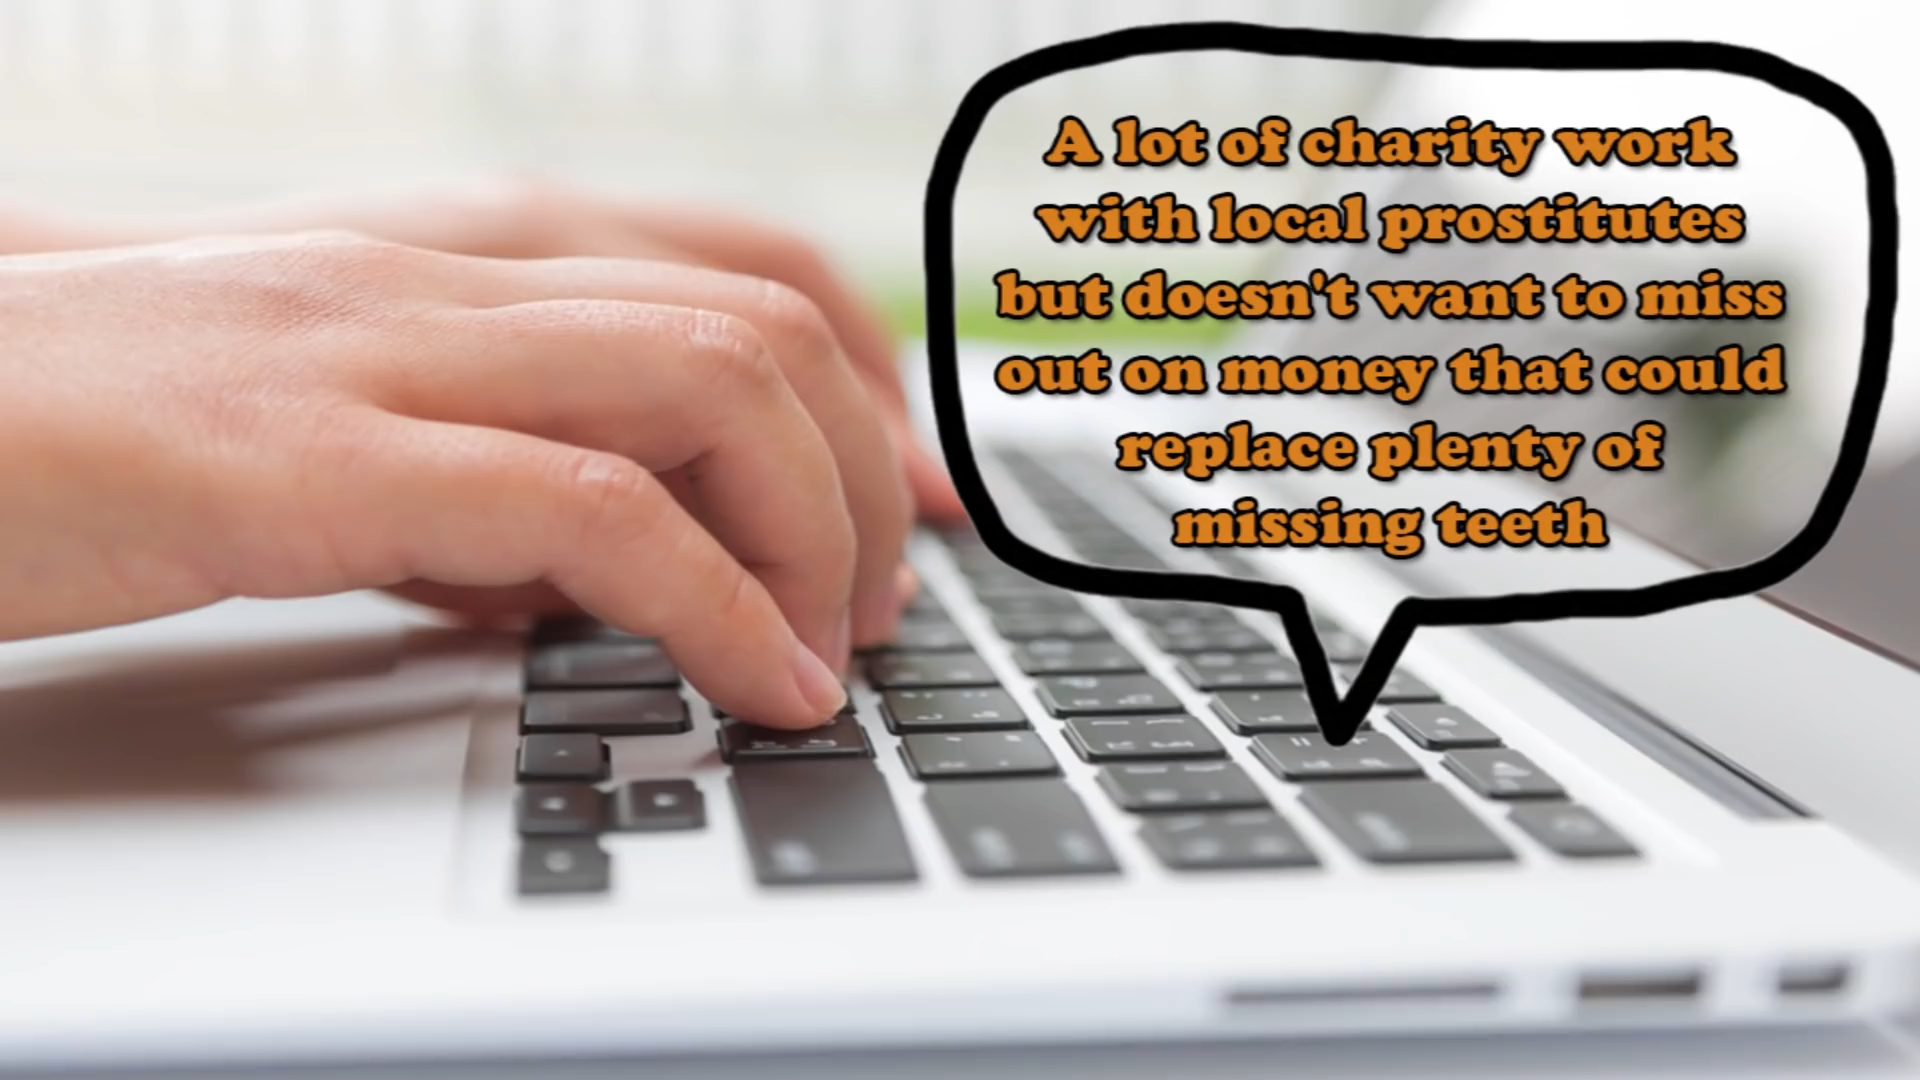 A lot of charity work
with local prostitutes
but doesn't want to miss
out on money that could
replace plenty of
missing teeth